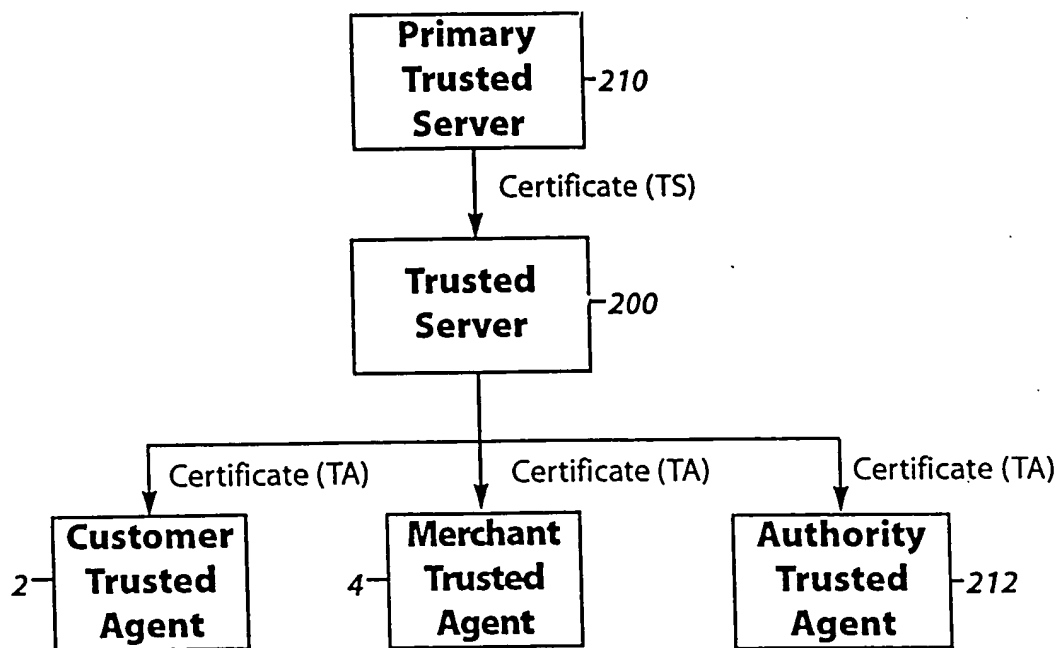 Primary
Trusted
Server
210
Certificate (TS)
Trusted
Server
200
Certificate (TA)
Certificate (TA)
Certificate (TA)
Customer
Trusted
Agent
2
Merchant
Trusted
Agent
4
Authority
Trusted
Agent
212